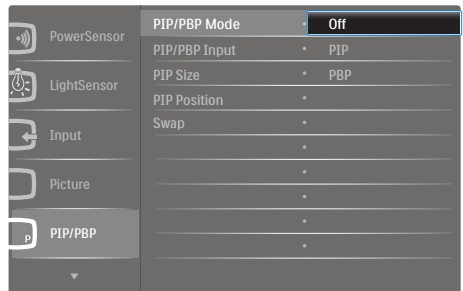 PowerSensor
LightSensor
Input
Picture
P
PIP/PBP
PIP/PBP Mode
Off
PIP/PBP Input
PIP
PIP Size
PBP
PIP Position
Swap